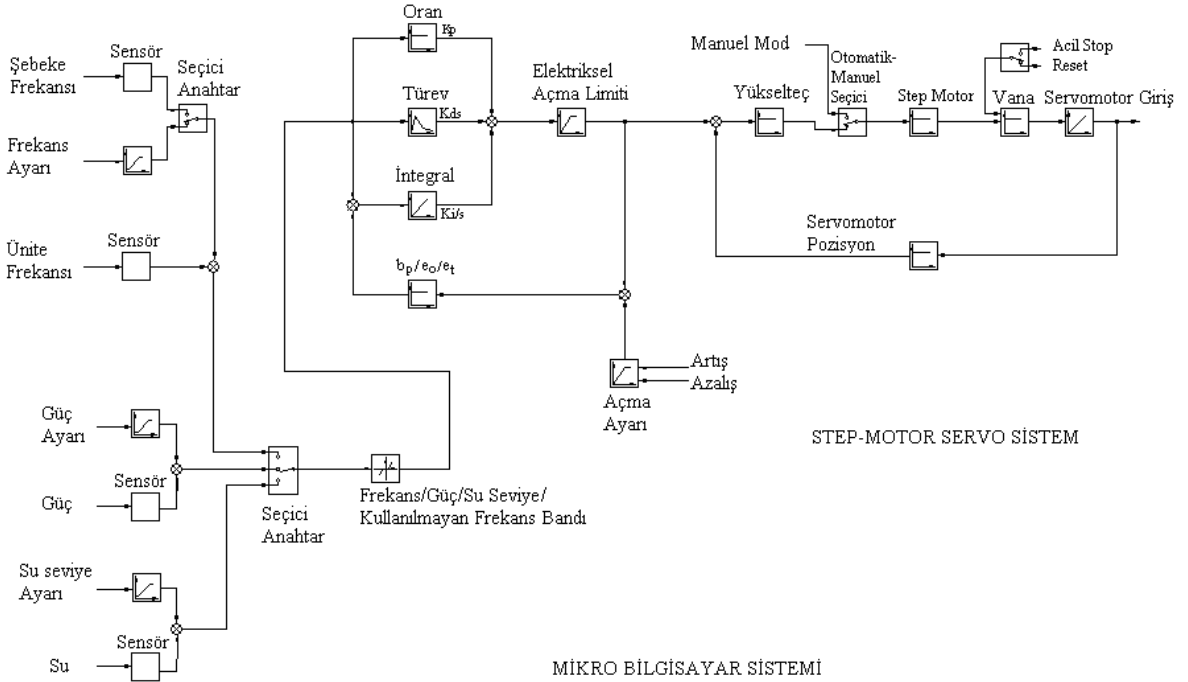 Oran
Kp
Şebeke
Frekansı
Sensör
Seçici
Anahtar
Frekans
Ayarı
Türev
Kds
Elektriksel
Açma Limiti
Manuel Mod
Yükselteç
Otomatik-
Manuel
Seçici
Step Motor
Acil Stop
Reset
Vana
Servomotor Giriş
İntegral
Ki/s
Ünite
Frekansı
Sensör
Servomotor
Pozisyon
bp/eo/et
Artış
Azalış
Açma
Ayarı
Güç
Ayarı
Güç
Sensör
Seçici
Anahtar
Frekans/Güç/Su Seviye/
Kullanılmayan Frekans Bandı
STEP-MOTOR SERVO SİSTEM
Su seviye
Ayarı
Su
Sensör
MİKRO BİLGİSAYAR SİSTEMİ